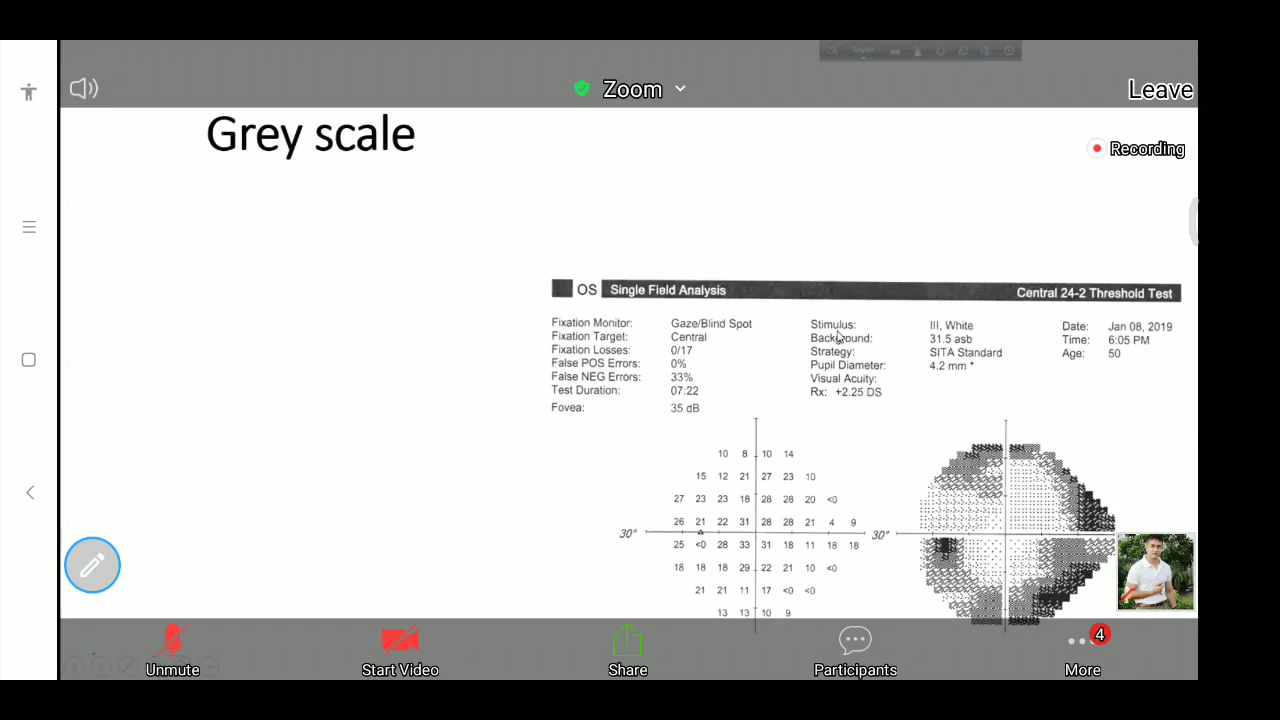 English
Zoom
Leave
Grey scale
Recording
OS Single Field Analysis Central 24-2 Threshold Test
Fixation Monitor: Gaze/Blind Spot Stimulus: III, White Date: Jan 08, 2019
Fixation Target: Central Background: 31.5 asb Time: 6:05 PM
Fixation Losses: 0/17 Strategy: SITA Standard Age: 50
False POS Errors: 0% Pupil Diameter: 4.2 mm *
False NEG Errors: 33% Visual Acuity:
Test Duration: 07:22 Rx: +2.25 DS
Fovea: 35 dB
10 8 10 14
15 12 21 27 23 10
27 23 23 18 28 28 20 <0
26 21 22 31 28 28 21 4 9
30° 30°
25 <0 28 33 31 18 11 18 18
18 18 18 29 22 21 10 <0
21 21 11 17 <0 <0
13 13 10 9
4
Unmute Start Video Share Participants More